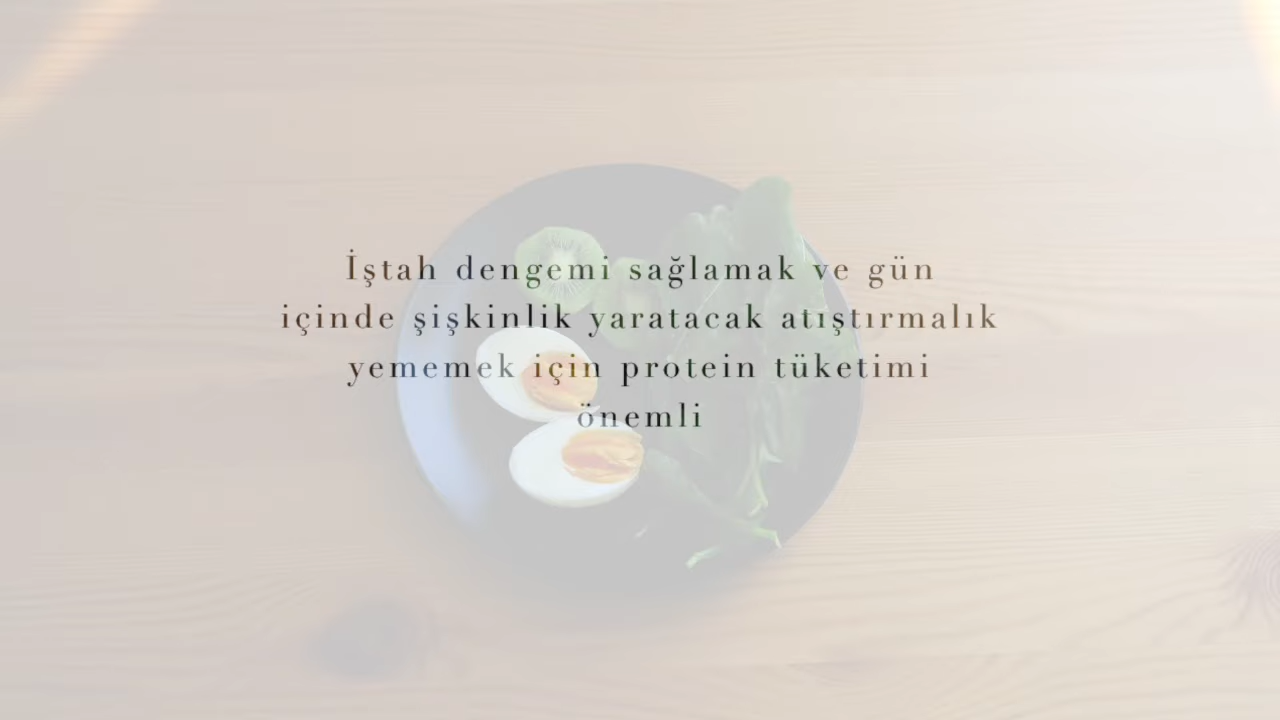 İştah dengemi sağlamak ve gün
içinde şişkinlik yaratacak atıştırmalık
yememek için protein tüketimi
önemli